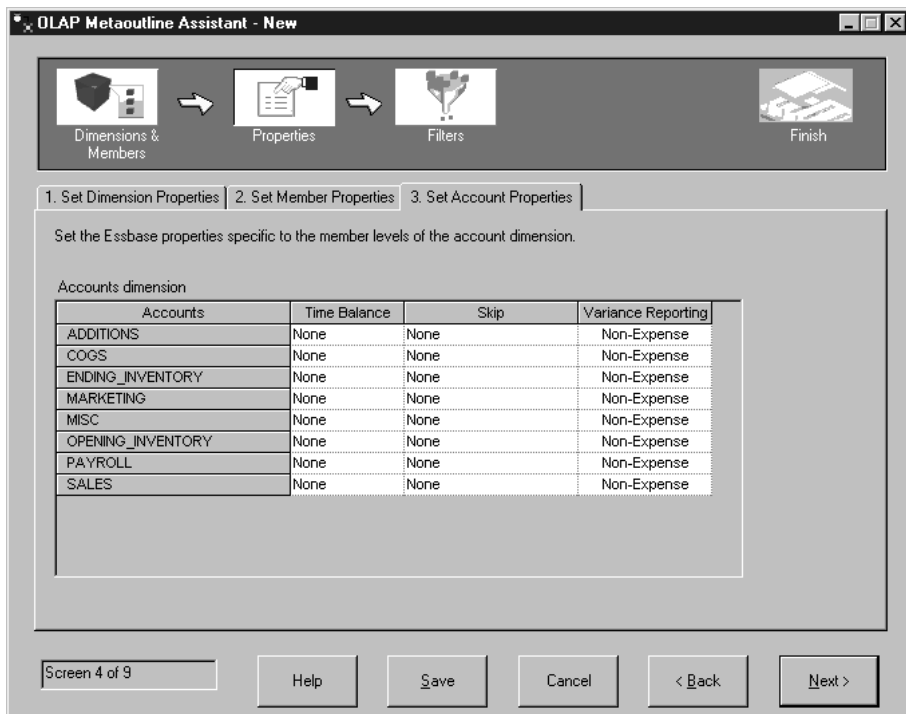 OLAP Metaoutline Assistant - New
Dimensions &
Members
Properties
Filters
Finish
1. Set Dimension Properties 2. Set Member Properties 3. Set Account Properties
Set the Essbase properties specific to the member levels of the account dimension.
Accounts dimension
Accounts Time Balance Skip Variance Reporting
ADDITIONS None None Non-Expense
COGS None None Non-Expense
ENDING_INVENTORY None None Non-Expense
MARKETING None None Non-Expense
MISC None None Non-Expense
OPENING_INVENTORY None None Non-Expense
PAYROLL None None Non-Expense
SALES None None Non-Expense
Screen 4 of 9 Help Save Cancel < Back Next >